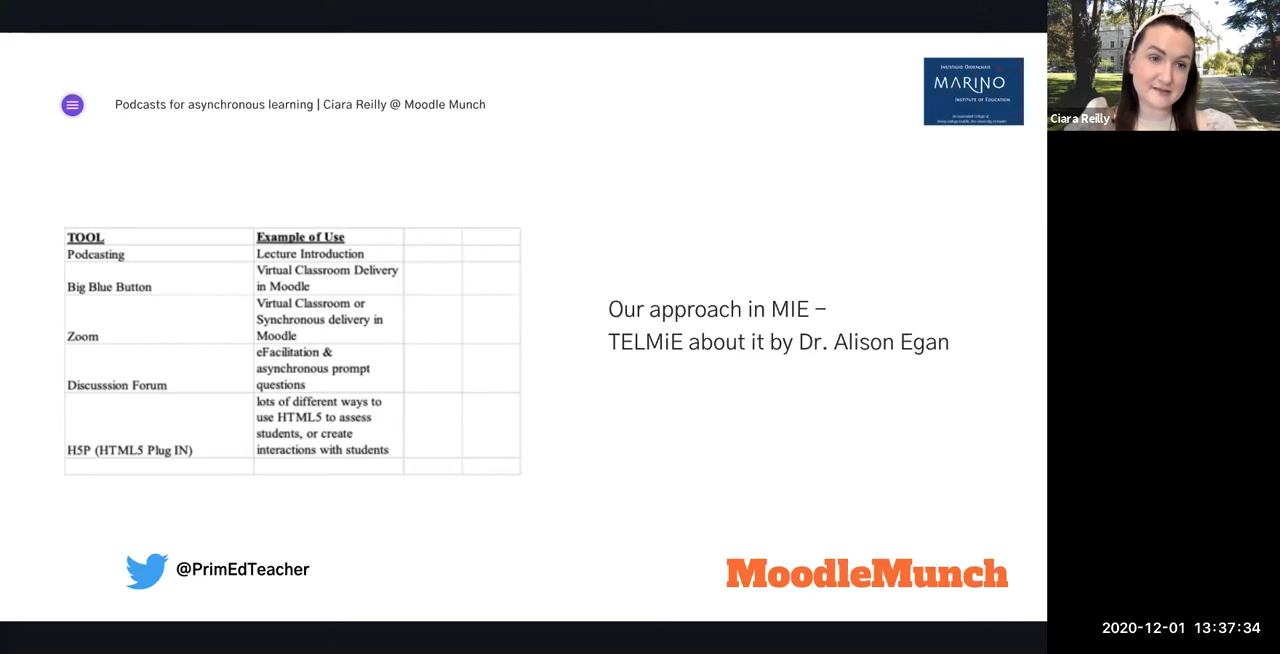 Podcasts for asynchronous learning | Ciara Reilly @ Moodle Munch
MARINO
INSTITUTE OF EDUCATION
Ciara Reilly
TOOL Example of Use
Podcasting Lecture Introduction
Virtual Classroom Delivery
Big Blue Button in Moodle
Virtual Classroom or
Synchronous delivery in
Zoom Moodle
eFacilitation &
asynchronous prompt
Discusssion Forum questions
lots of different ways to
use HTML5 to assess
students, or create
H5P (HTML5 Plug IN) interactions with students
Our approach in MIE –
TELMiE about it by Dr. Alison Egan
@PrimEdTeacher
MoodleMunch
2020-12-01 13:37:34